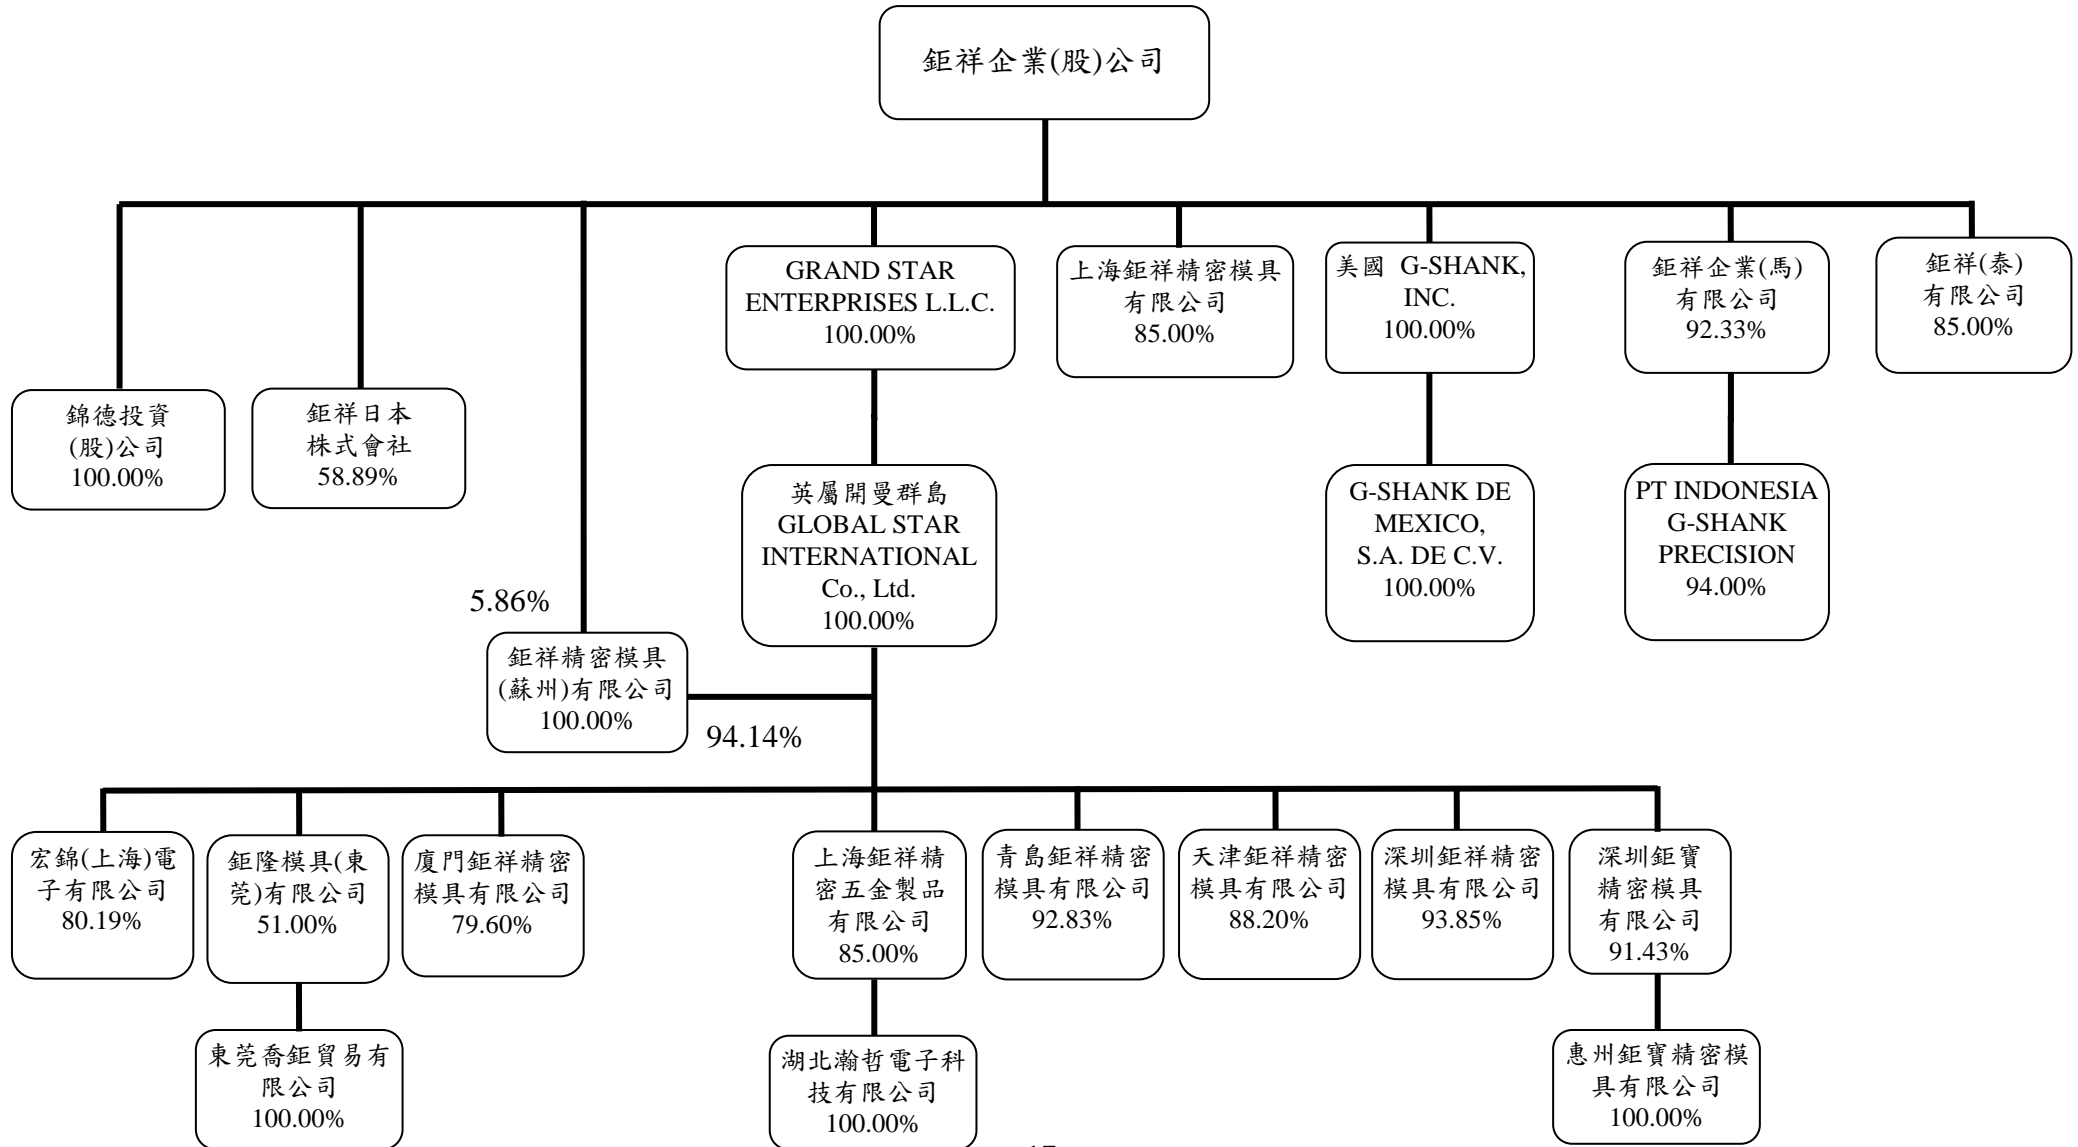 鉅祥企業(股)公司
GRAND STAR
ENTERPRISES L.L.C.
100.00%
上海鉅祥精密模具
有限公司
85.00%
美國 G-SHANK,
INC.
100.00%
鉅祥企業(馬)
有限公司
92.33%
鉅祥(泰)
有限公司
85.00%
錦德投資
(股)公司
100.00%
鉅祥日本
株式會社
58.89%
英屬開曼群島
GLOBAL STAR
INTERNATIONAL
Co., Ltd.
100.00%
G-SHANK DE
MEXICO,
S.A. DE C.V.
100.00%
PT INDONESIA
G-SHANK
PRECISION
94.00%
5.86%
鉅祥精密模具
(蘇州)有限公司
100.00%
94.14%
宏錦(上海)電
子有限公司
80.19%
鉅隆模具(東
莞)有限公司
51.00%
廈門鉅祥精密
模具有限公司
79.60%
上海鉅祥精
密五金製品
有限公司
85.00%
青島鉅祥精密
模具有限公司
92.83%
天津鉅祥精密
模具有限公司
88.20%
深圳鉅祥精密
模具有限公司
93.85%
深圳鉅寶
精密模具
有限公司
91.43%
東莞喬鉅貿易有
限公司
100.00%
湖北瀚哲電子科
技有限公司
100.00%
惠州鉅寶精密模
具有限公司
100.00%